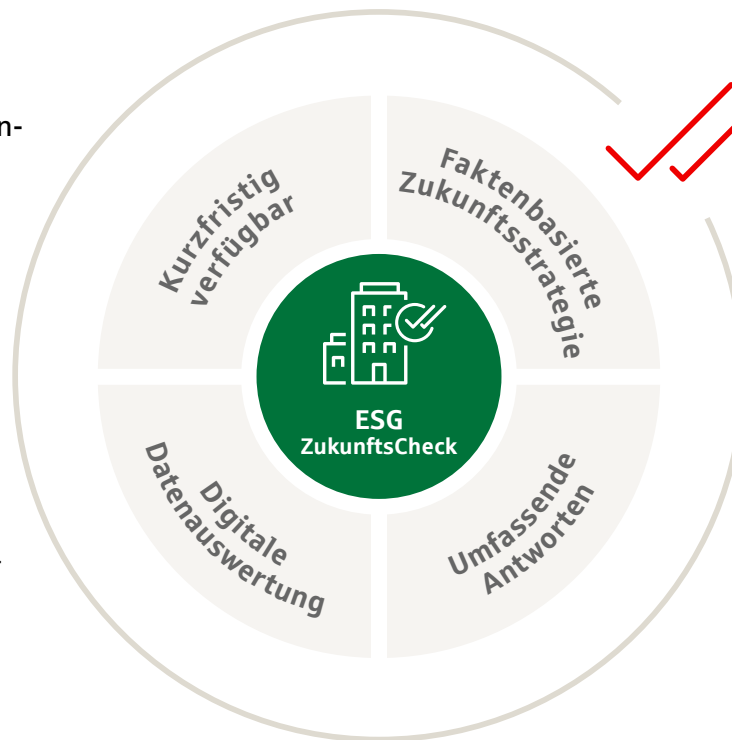 n-
Kurzfristig
verfügbar
Faktenbasierte
Zukunftsstrategie
ESG
ZukunftsCheck
Digitale
Datenauswertung
Umfassende
Antworten